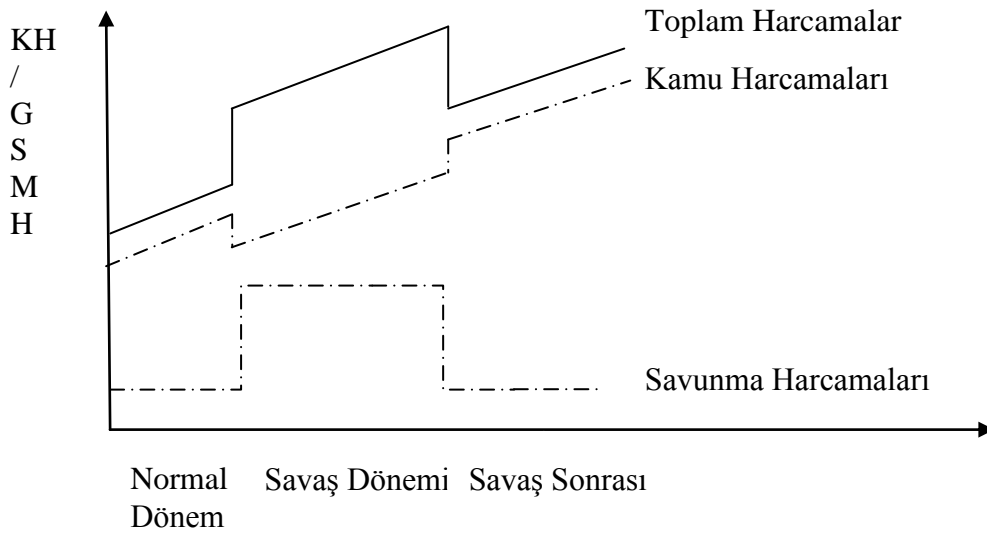 KH
/
G
S
M
H
Toplam Harcamalar
Kamu Harcamaları
Savunma Harcamaları
Normal
Dönem
Savaş Dönemi
Savaş Sonrası